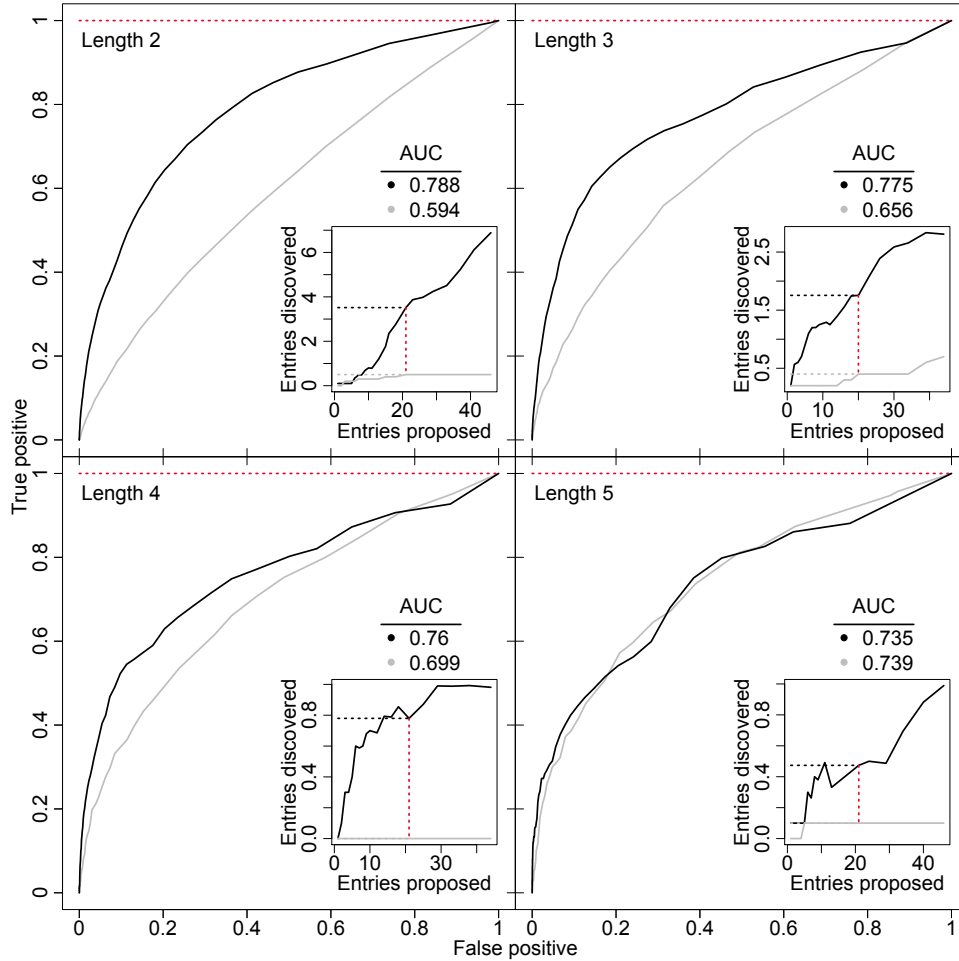 Length 2
AUC
0.788
0.594
Entries discovered
0 2 4 6
0 20 40
Entries proposed
0 0.2 0.4 0.6 0.8 1
Length 3
AUC
0.775
0.656
Entries discovered
0.5 1.5 2.5
0 10 30
Entries proposed
True positive
Length 4
AUC
0.76
0.699
Entries discovered
0.0 0.4 0.8
0 10 30
Entries proposed
0 0.2 0.4 0.6 0.8 1
0 0.2 0.4 0.6 0.8 1
Length 5
AUC
0.735
0.739
Entries discovered
0.0 0.4 0.8
0 20 40
Entries proposed
0 0.2 0.4 0.6 0.8 1
False positive